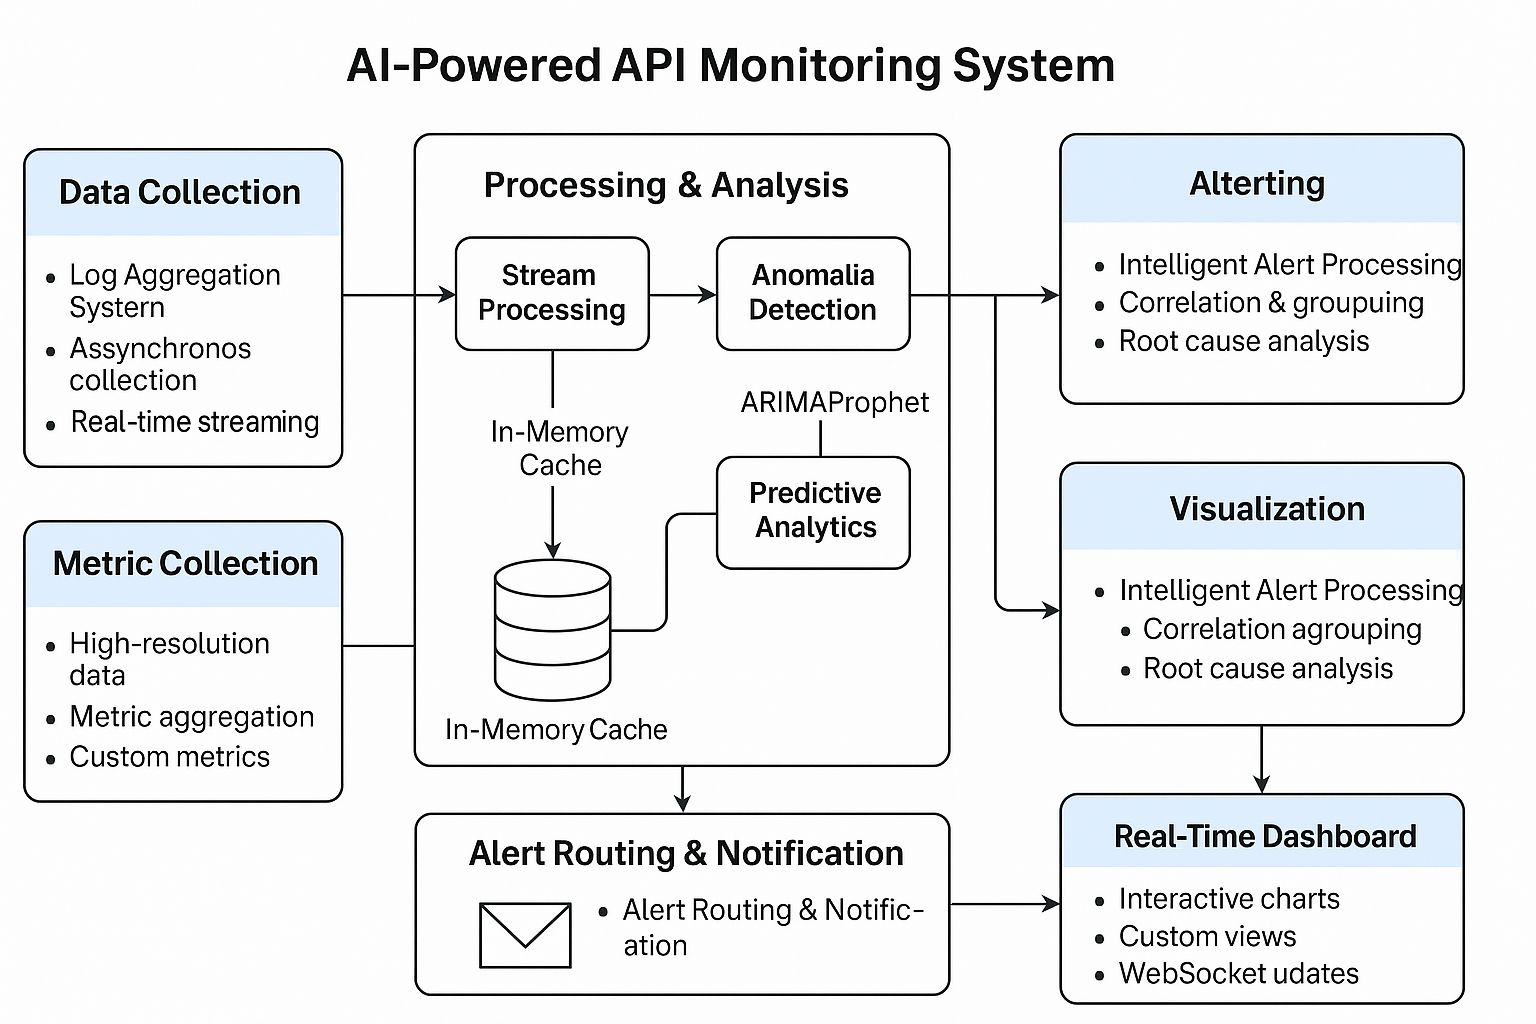 AI-Powered API Monitoring System
Data Collection
• Log Aggregation
Systern
• Assynchronos
collection
• Real-time streaming
Metric Collection
• High-resolution
data
• Metric aggregation
• Custom metrics
Processing & Analysis
Stream
Processing
Anomalia
Detection
In-Memory
Cache
ARIMAProphet
Predictive
Analytics
In-Memory Cache
Alert Routing & Notification
• Alert Routing & Notific-
ation
Alterting
• Intelligent Alert Processing
• Correlation & groupuing
• Root cause analysis
Visualization
• Intelligent Alert Processing
• Correlation agrouping
• Root cause analysis
Real-Time Dashboard
• Interactive charts
• Custom views
• WebSocket udates